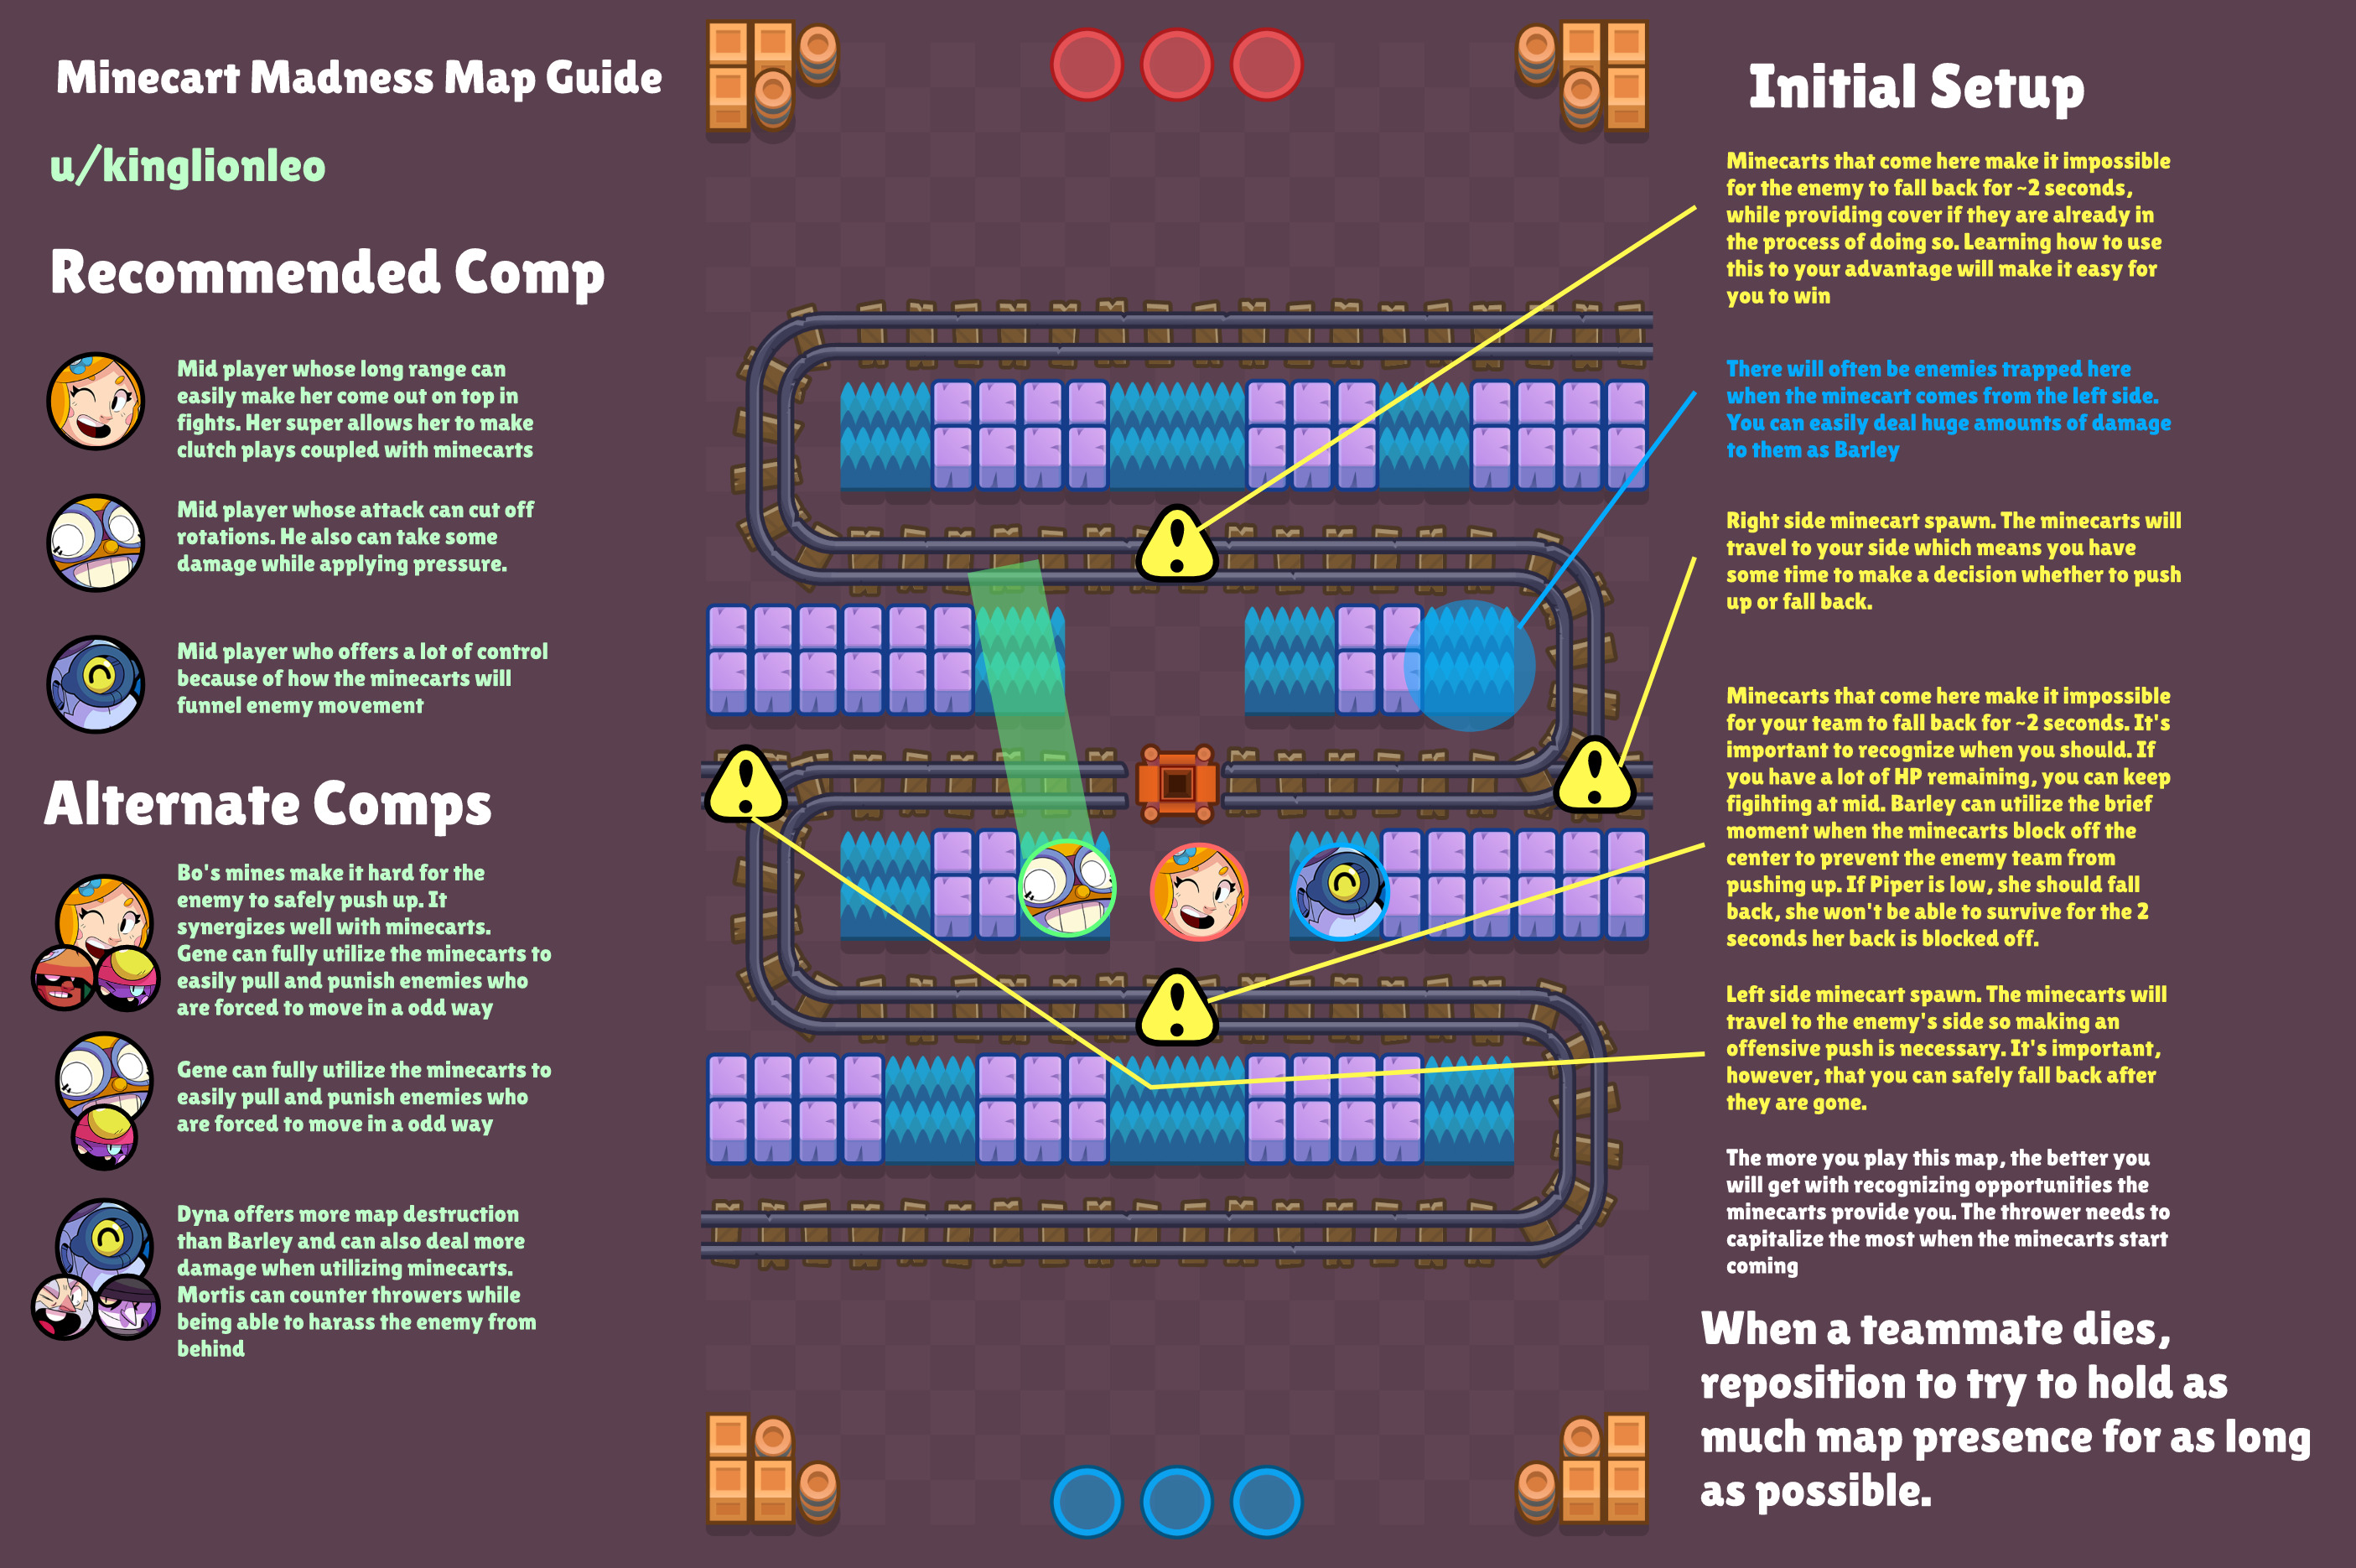 Minecart Madness Map Guide
u/kinglionleo
Recommended Comp
Mid player whose long range can
easily make her come out on top in
fights. Her super allows her to make
clutch plays coupled with minecarts
Mid player whose attack can cut off
rotations. He also can take some
damage while applying pressure.
Mid player who offers a lot of control
because of how the minecarts will
funnel enemy movement
Alternate Comps
Bo's mines make it hard for the
enemy to safely push up. It
synergizes well with minecarts.
Gene can fully utilize the minecarts to
easily pull and punish enemies who
are forced to move in a odd way
Gene can fully utilize the minecarts to
easily pull and punish enemies who
are forced to move in a odd way
Dyna offers more map destruction
than Barley and can also deal more
damage when utilizing minecarts.
Mortis can counter throwers while
being able to harass the enemy from
behind
Initial Setup
Minecarts that come here make it impossible
for the enemy to fall back for ~2 seconds,
while providing cover if they are already in
the process of doing so. Learning how to use
this to your advantage will make it easy for
you to win
There will often be enemies trapped here
when the minecart comes from the left side.
You can easily deal huge amounts of damage
to them as Barley
Right side minecart spawn. The minecarts will
travel to your side which means you have
some time to make a decision whether to push
up or fall back.
Minecarts that come here make it impossible
for your team to fall back for ~2 seconds. It's
important to recognize when you should. If
you have a lot of HP remaining, you can keep
figihting at mid. Barley can utilize the brief
moment when the minecarts block off the
center to prevent the enemy team from
pushing up. If Piper is low, she should fall
back, she won't be able to survive for the 2
seconds her back is blocked off.
Left side minecart spawn. The minecarts will
travel to the enemy's side so making an
offensive push is necessary. It's important,
however, that you can safely fall back after
they are gone.
The more you play this map, the better you
will get with recognizing opportunities the
minecarts provide you. The thrower needs to
capitalize the most when the minecarts start
coming
When a teammate dies,
reposition to try to hold as
much map presence for as long
as possible.